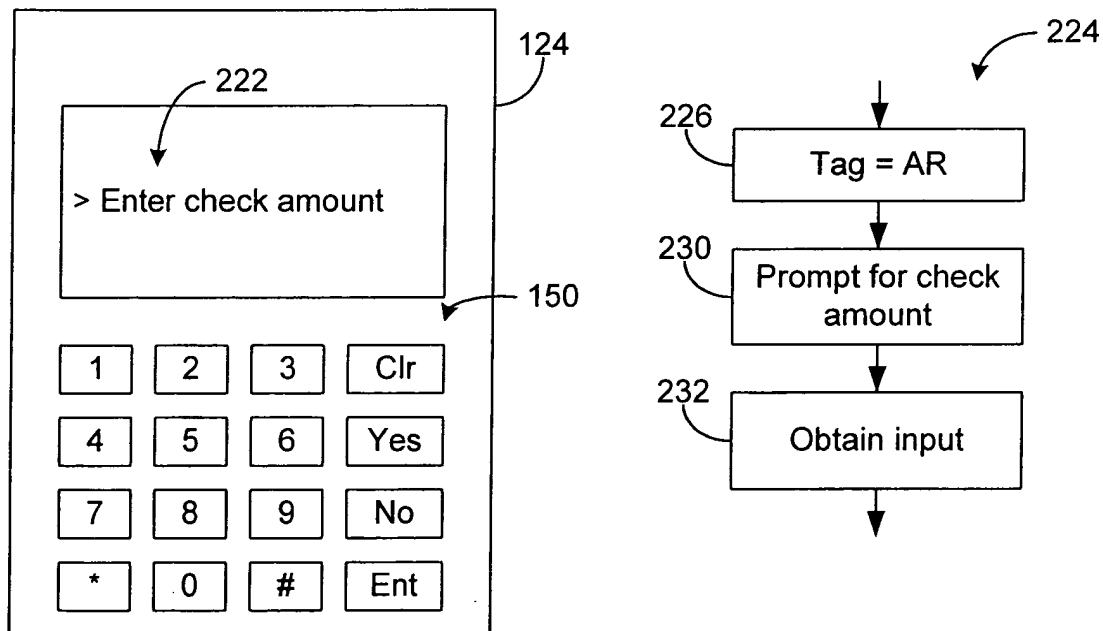 124
222
> Enter check amount
150
1 2 3 Clr
4 5 6 Yes
7 8 9 No
* 0 # Ent
224
226
Tag = AR
230
Prompt for check
amount
232
Obtain input